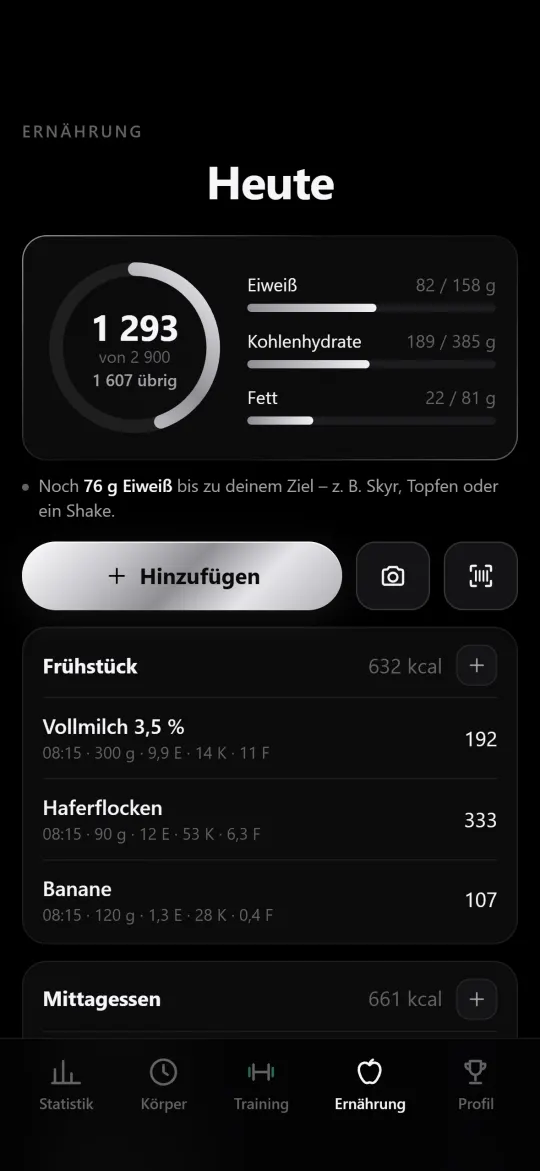 ERNÄHRUNG
Heute
1 293
von 2 900
1 607 übrig
Eiweiß 82 / 158 g
Kohlenhydrate 189 / 385 g
Fett 22 / 81 g
Noch 76 g Eiweiß bis zu deinem Ziel – z. B. Skyr, Topfen oder
ein Shake.
+ Hinzufügen
Frühstück 632 kcal +
Vollmilch 3,5 %
08:15 · 300 g · 9,9 E · 14 K · 11 F
192
Haferflocken
08:15 · 90 g · 12 E · 53 K · 6,3 F
333
Banane
08:15 · 120 g · 1,3 E · 28 K · 0,4 F
107
Mittagessen 661 kcal +
Statistik Körper Training Ernährung Profil